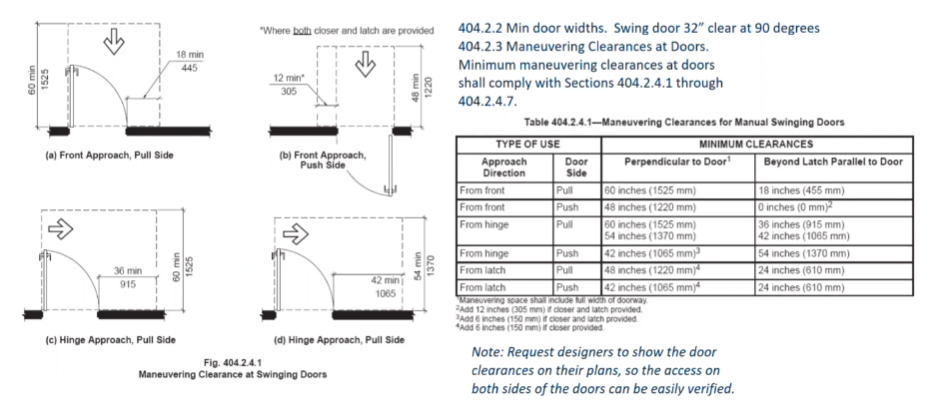 *Where both closer and latch are provided
18 min
445
60 min
1525
12 min*
305
48 min
1220
(a) Front Approach, Pull Side
(b) Front Approach,
Push Side
36 min
915
60 min
1525
42 min
1065
54 min
1370
(c) Hinge Approach, Pull Side
(d) Hinge Approach, Pull Side
Fig. 404.2.4.1
Maneuvering Clearance at Swinging Doors
404.2.2 Min door widths. Swing door 32” clear at 90 degrees
404.2.3 Maneuvering Clearances at Doors.
Minimum maneuvering clearances at doors
shall comply with Sections 404.2.4.1 through
404.2.4.7.
Table 404.2.4.1—Maneuvering Clearances for Manual Swinging Doors
TYPE OF USE MINIMUM CLEARANCES
Approach Direction Door Side Perpendicular to Door¹ Beyond Latch Parallel to Door
From front Pull 60 inches (1525 mm) 18 inches (455 mm)
From front Push 48 inches (1220 mm) 0 inches (0 mm)²
From hinge Pull 60 inches (1525 mm) 36 inches (915 mm)
54 inches (1370 mm) 42 inches (1065 mm)
From hinge Push 42 inches (1065 mm)³ 54 inches (1370 mm)
From latch Pull 48 inches (1220 mm)⁴ 24 inches (610 mm)
From latch Push 42 inches (1065 mm)⁴ 24 inches (610 mm)
¹Maneuvering space shall include full width of doorway.
²Add 12 inches (305 mm) if closer and latch provided.
³Add 6 inches (150 mm) if closer and latch provided.
⁴Add 6 inches (150 mm) if closer provided.
Note: Request designers to show the door
clearances on their plans, so the access on
both sides of the doors can be easily verified.